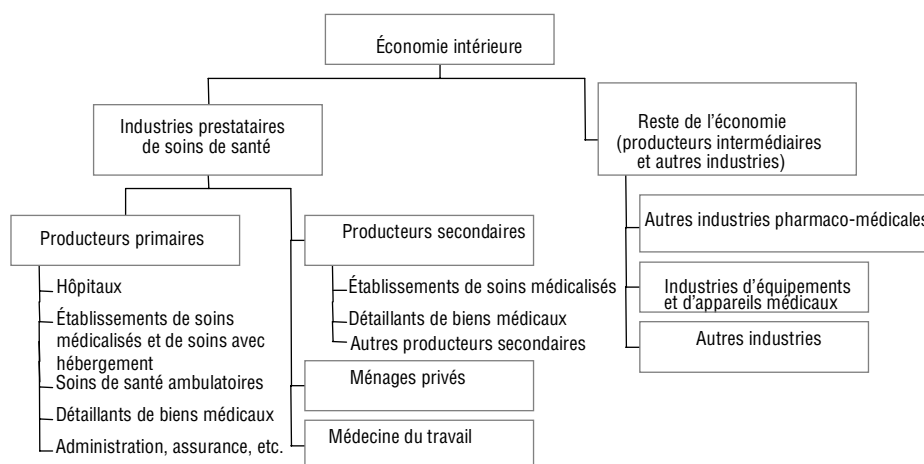 Économie intérieure
Industries prestataires
de soins de santé
Reste de l’économie
(producteurs intermédiaires
et autres industries)
Producteurs primaires
Hôpitaux
Établissements de soins
médicalisés et de soins avec
hébergement
Soins de santé ambulatoires
Détaillants de biens médicaux
Administration, assurance, etc.
Producteurs secondaires
Établissements de soins médicalisés
Détaillants de biens médicaux
Autres producteurs secondaires
Ménages privés
Médecine du travail
Autres industries pharmaco-médicales
Industries d’équipements
et d’appareils médicaux
Autres industries